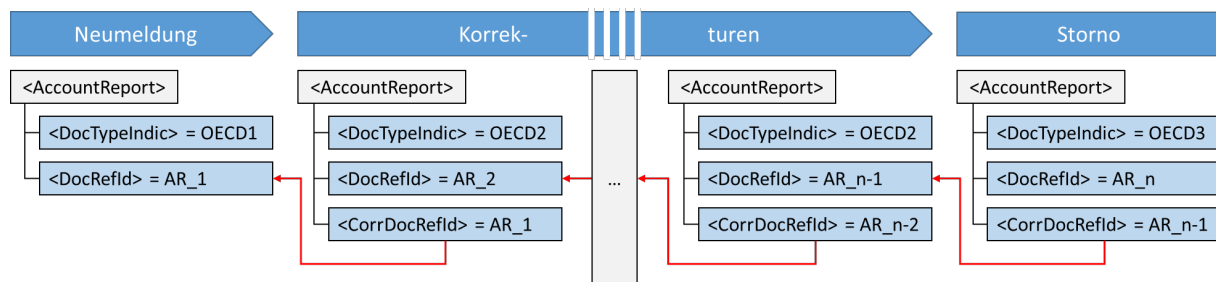 Neumeldung
Korrek-
turen
Storno
<AccountReport>
<DocTypeIndic> = OECD1
<DocRefId> = AR_1
<AccountReport>
<DocTypeIndic> = OECD2
<DocRefId> = AR_2
<CorrDocRefId> = AR_1
...
<AccountReport>
<DocTypeIndic> = OECD2
<DocRefId> = AR_n-1
<CorrDocRefId> = AR_n-2
<AccountReport>
<DocTypeIndic> = OECD3
<DocRefId> = AR_n
<CorrDocRefId> = AR_n-1